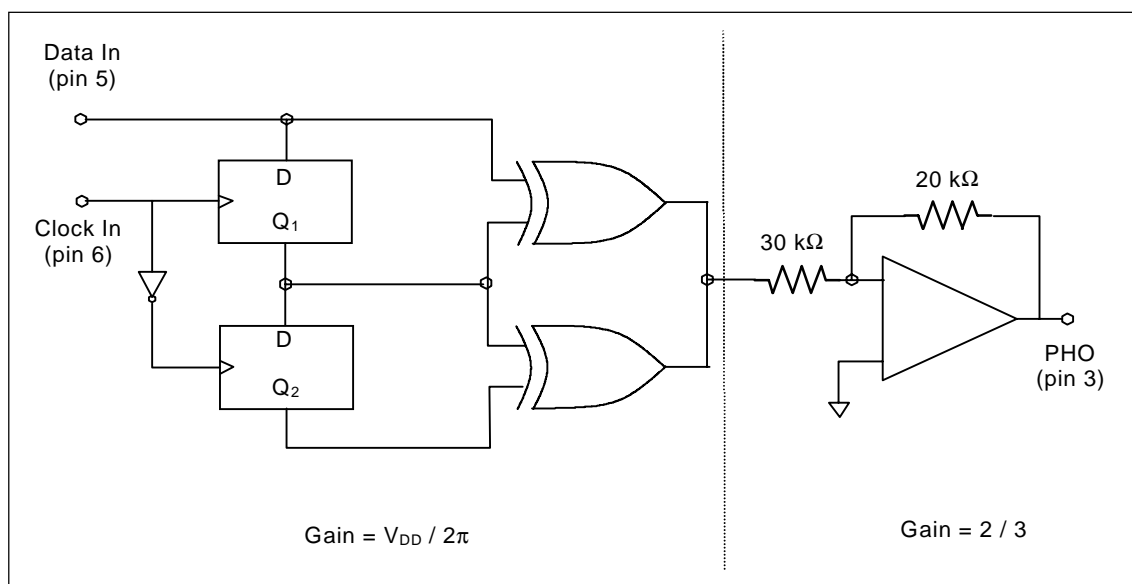 Data In
(pin 5)
Clock In
(pin 6)
D
Q₁
D
Q₂
30 kΩ
20 kΩ
PHO
(pin 3)
Gain = V_DD / 2π
Gain = 2 / 3